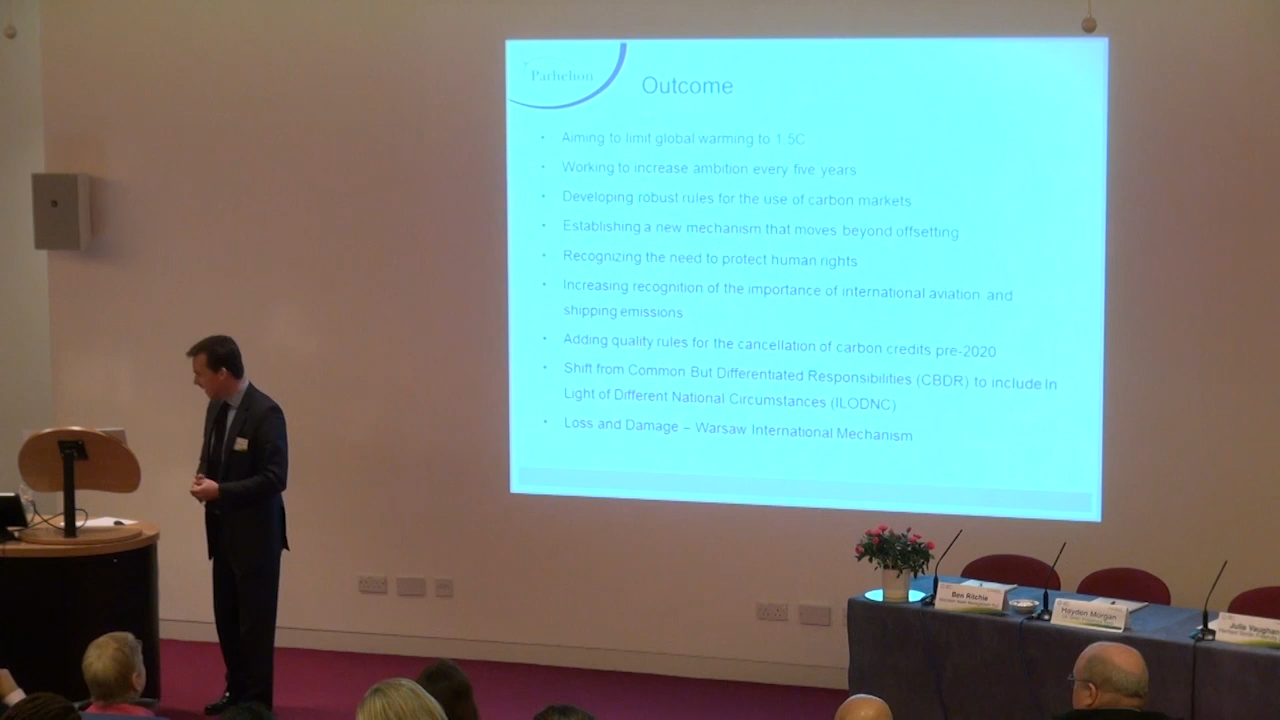 Parhelion
Outcome
• Aiming to limit global warming to 1.5C
• Working to increase ambition every five years
• Developing robust rules for the use of carbon markets
• Establishing a new mechanism that moves beyond offsetting
• Recognizing the need to protect human rights
• Increasing recognition of the importance of international aviation and
shipping emissions
• Adding quality rules for the cancellation of carbon credits pre-2020
• Shift from Common But Differentiated Responsibilities (CBDR) to include In
Light of Different National Circumstances (ILODNC)
• Loss and Damage – Warsaw International Mechanism
Ben Ritchie
Haydon Morgan
Julia